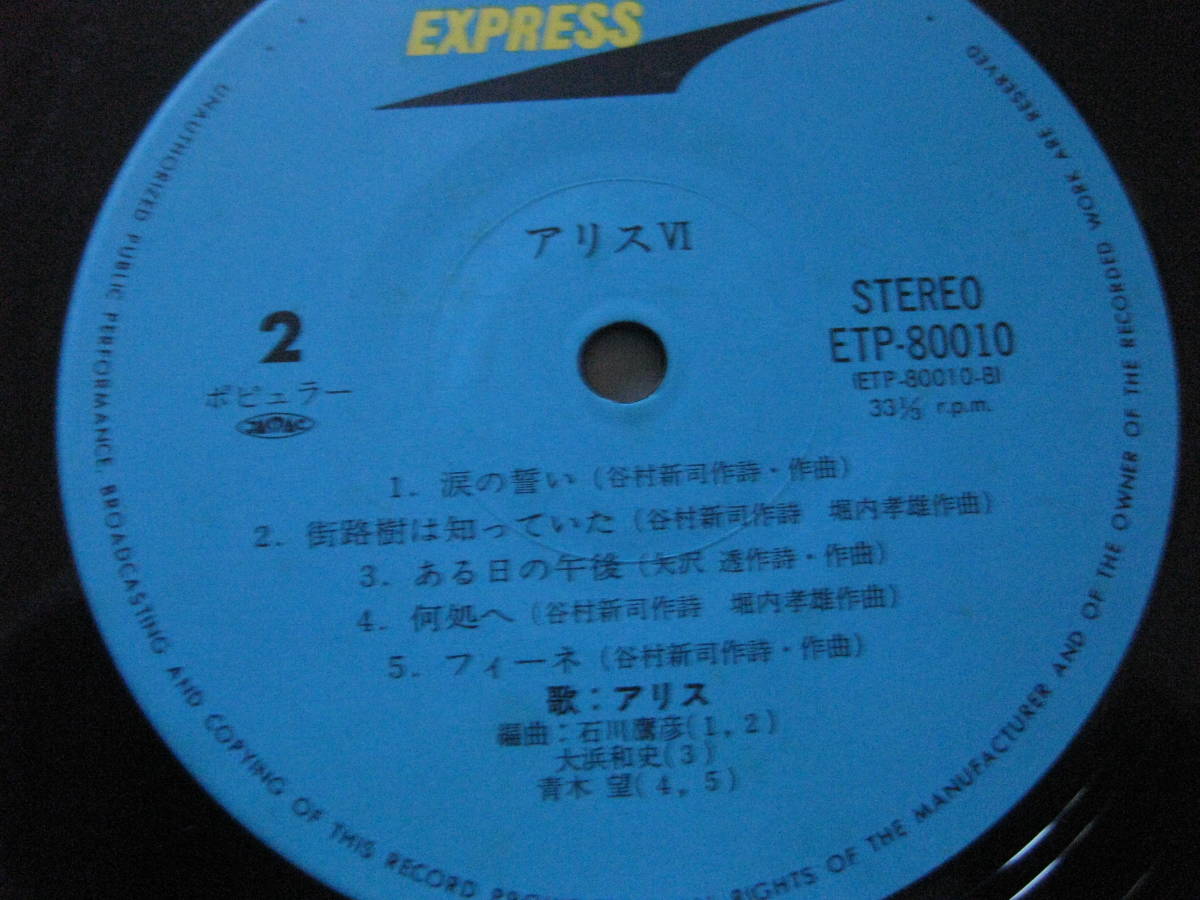 EXPRESS
アリスⅥ
2
ポピュラー
STEREO
ETP-80010
(ETP-80010-B)
33⅓ r.p.m.
1. 涙の誓い (谷村新司作詩・作曲)
2. 街路樹は知っていた (谷村新司作詩 堀内孝雄作曲)
3. ある日の午後 (矢沢 透作詩・作曲)
4. 何処へ (谷村新司作詩 堀内孝雄作曲)
5. フィーネ (谷村新司作詩・作曲)
歌:アリス
編曲:石川鷹彦(1, 2)
大浜和史(3)
青木 望(4, 5)
UNAUTHORIZED PUBLIC PERFORMANCE, BROADCASTING AND COPYING OF THIS RECORD
RIGHTS OF THE MANUFACTURER AND OF THE OWNER OF THE RECORDED WORK ARE RESERVED